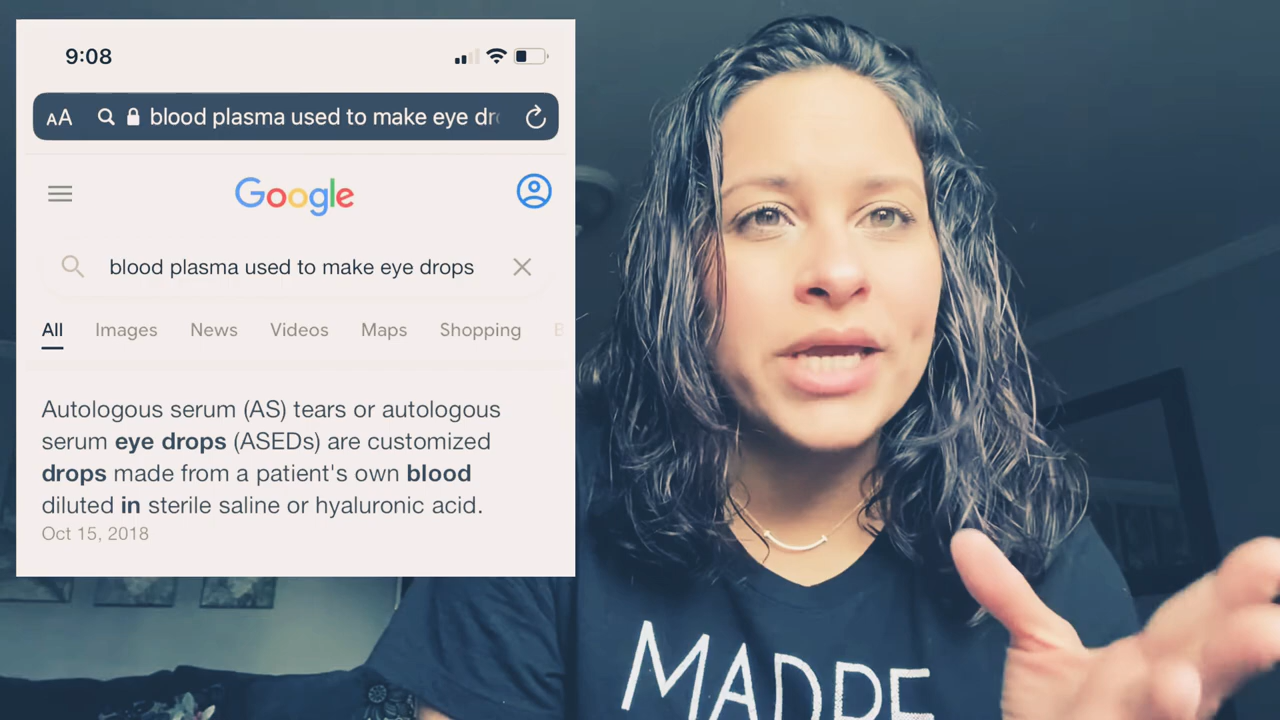 9:08
AA blood plasma used to make eye dr
Google
blood plasma used to make eye drops
All Images News Videos Maps Shopping B
Autologous serum (AS) tears or autologous
serum eye drops (ASEDs) are customized
drops made from a patient's own blood
diluted in sterile saline or hyaluronic acid.
Oct 15, 2018
MADRE